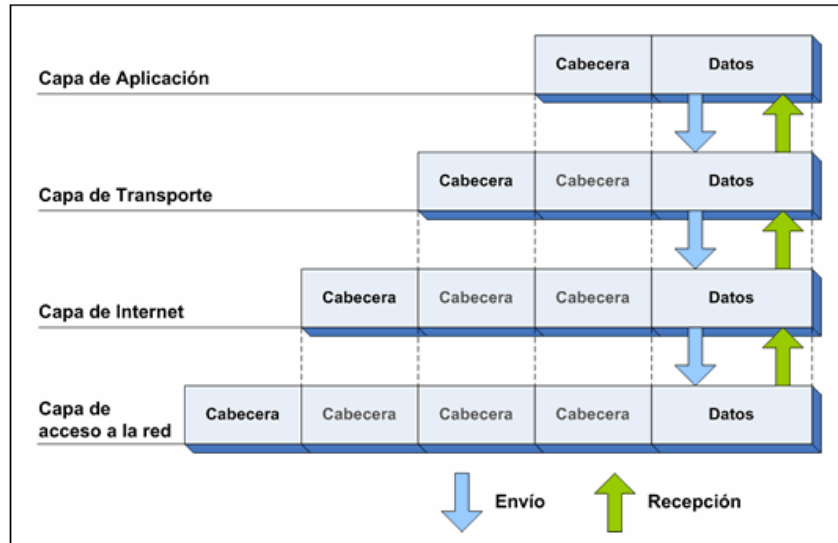 Capa de Aplicación
Cabecera Datos
Capa de Transporte
Cabecera Cabecera Datos
Capa de Internet
Cabecera Cabecera Cabecera Datos
Capa de
acceso a la red
Cabecera Cabecera Cabecera Cabecera Datos
Envío
Recepción